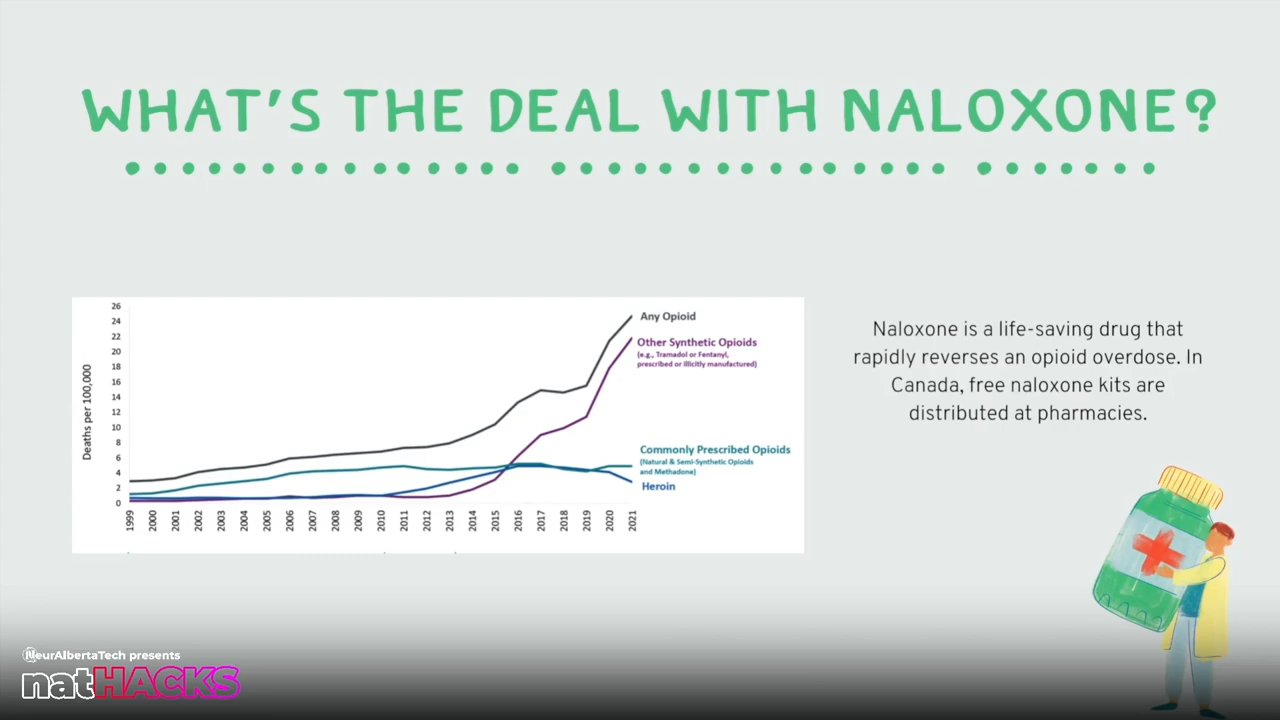 WHAT'S THE DEAL WITH NALOXONE?
26
24
22
20
18
16
14
12
10
8
6
4
2
0
Deaths per 100,000
1999
2000
2001
2002
2003
2004
2005
2006
2007
2008
2009
2010
2011
2012
2013
2014
2015
2016
2017
2018
2019
2020
2021
Any Opioid
Other Synthetic Opioids
(e.g., Tramadol or Fentanyl,
prescribed or illicitly manufactured)
Commonly Prescribed Opioids
(Natural & Semi-Synthetic Opioids
and Methadone)
Heroin
Naloxone is a life-saving drug that
rapidly reverses an opioid overdose. In
Canada, free naloxone kits are
distributed at pharmacies.
NeurAlbertaTech presents
natHACKS